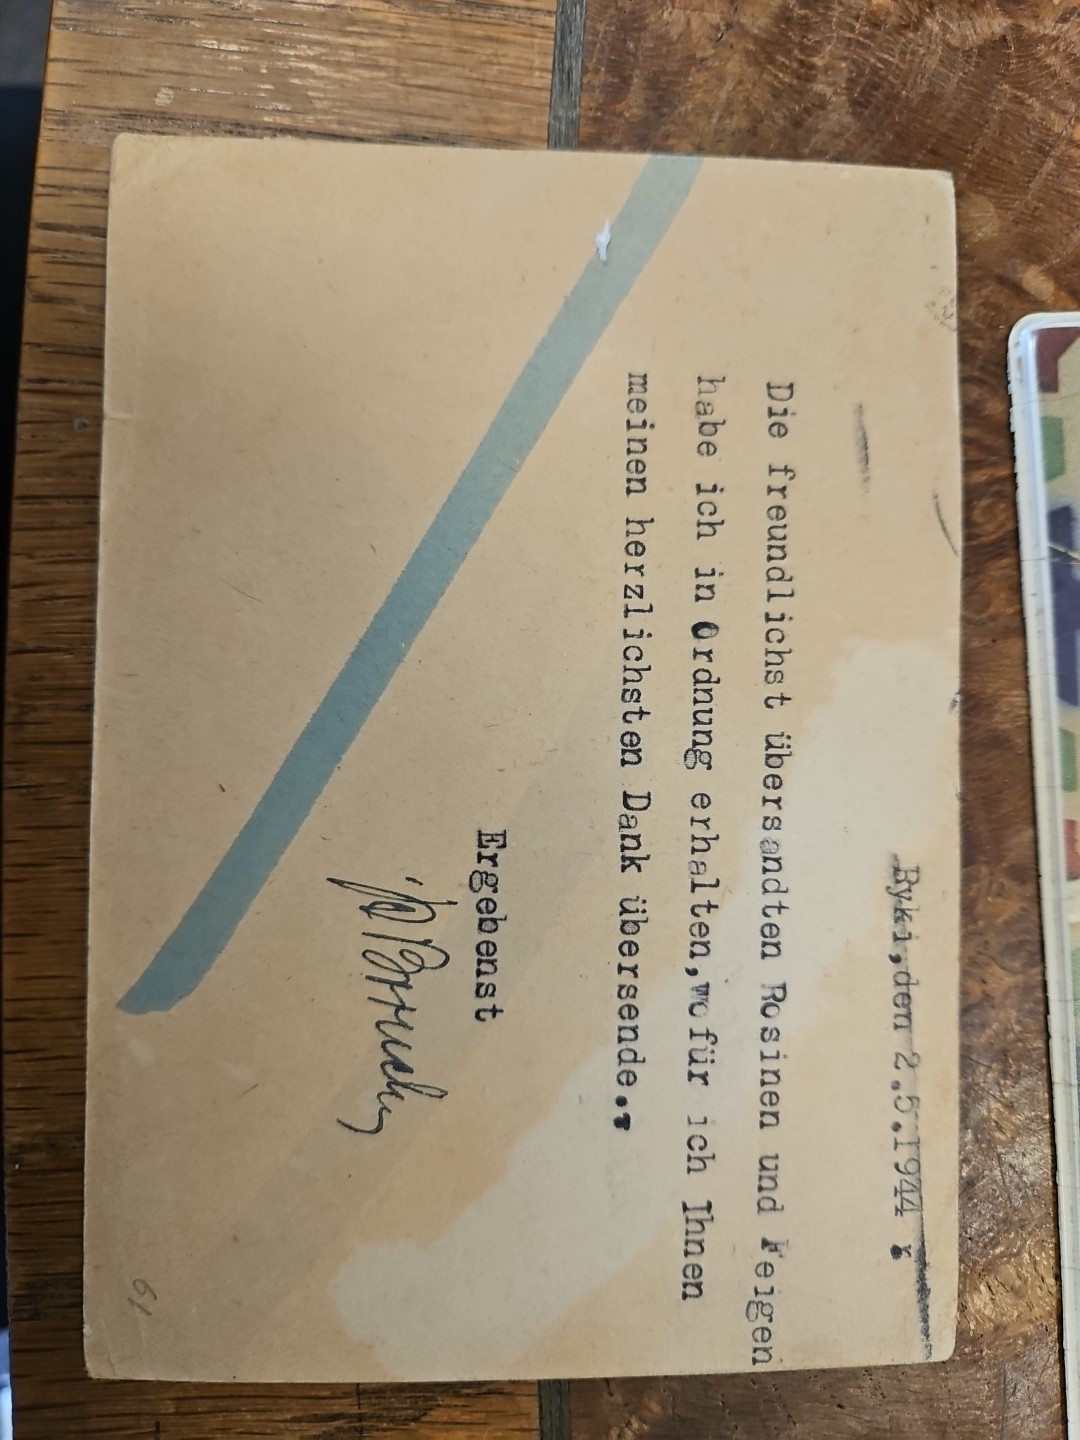 Ryki,den 2.5.1944 .
Die freundlichst übersandten Rosinen und Feigen
habe ich in Ordnung erhalten,wofür ich Ihnen
meinen herzlichsten Dank übersende.
Ergebenst
61